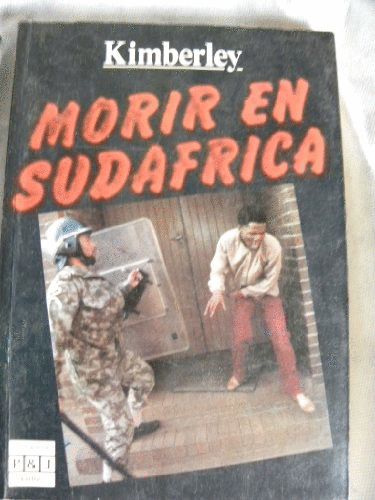 Kimberley
MORIR EN
SUDAFRICA
P&J